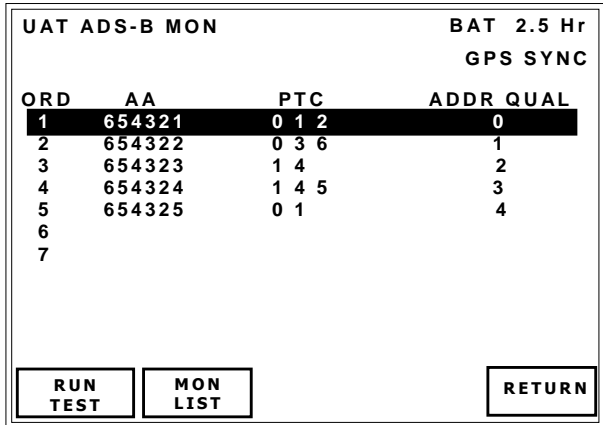 UAT ADS-B MON BAT 2.5 Hr
GPS SYNC
ORD AA PTC ADDR QUAL
1 654321 0 1 2 0
2 654322 0 3 6 1
3 654323 1 4 2
4 654324 1 4 5 3
5 654325 0 1 4
6
7
RUN TEST
MON LIST
RETURN